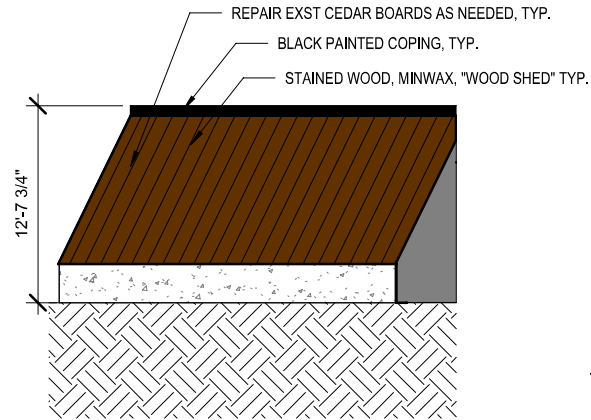 REPAIR EXST CEDAR BOARDS AS NEEDED, TYP.
BLACK PAINTED COPING, TYP.
STAINED WOOD, MINWAX, "WOOD SHED" TYP.
12'-7 3/4"